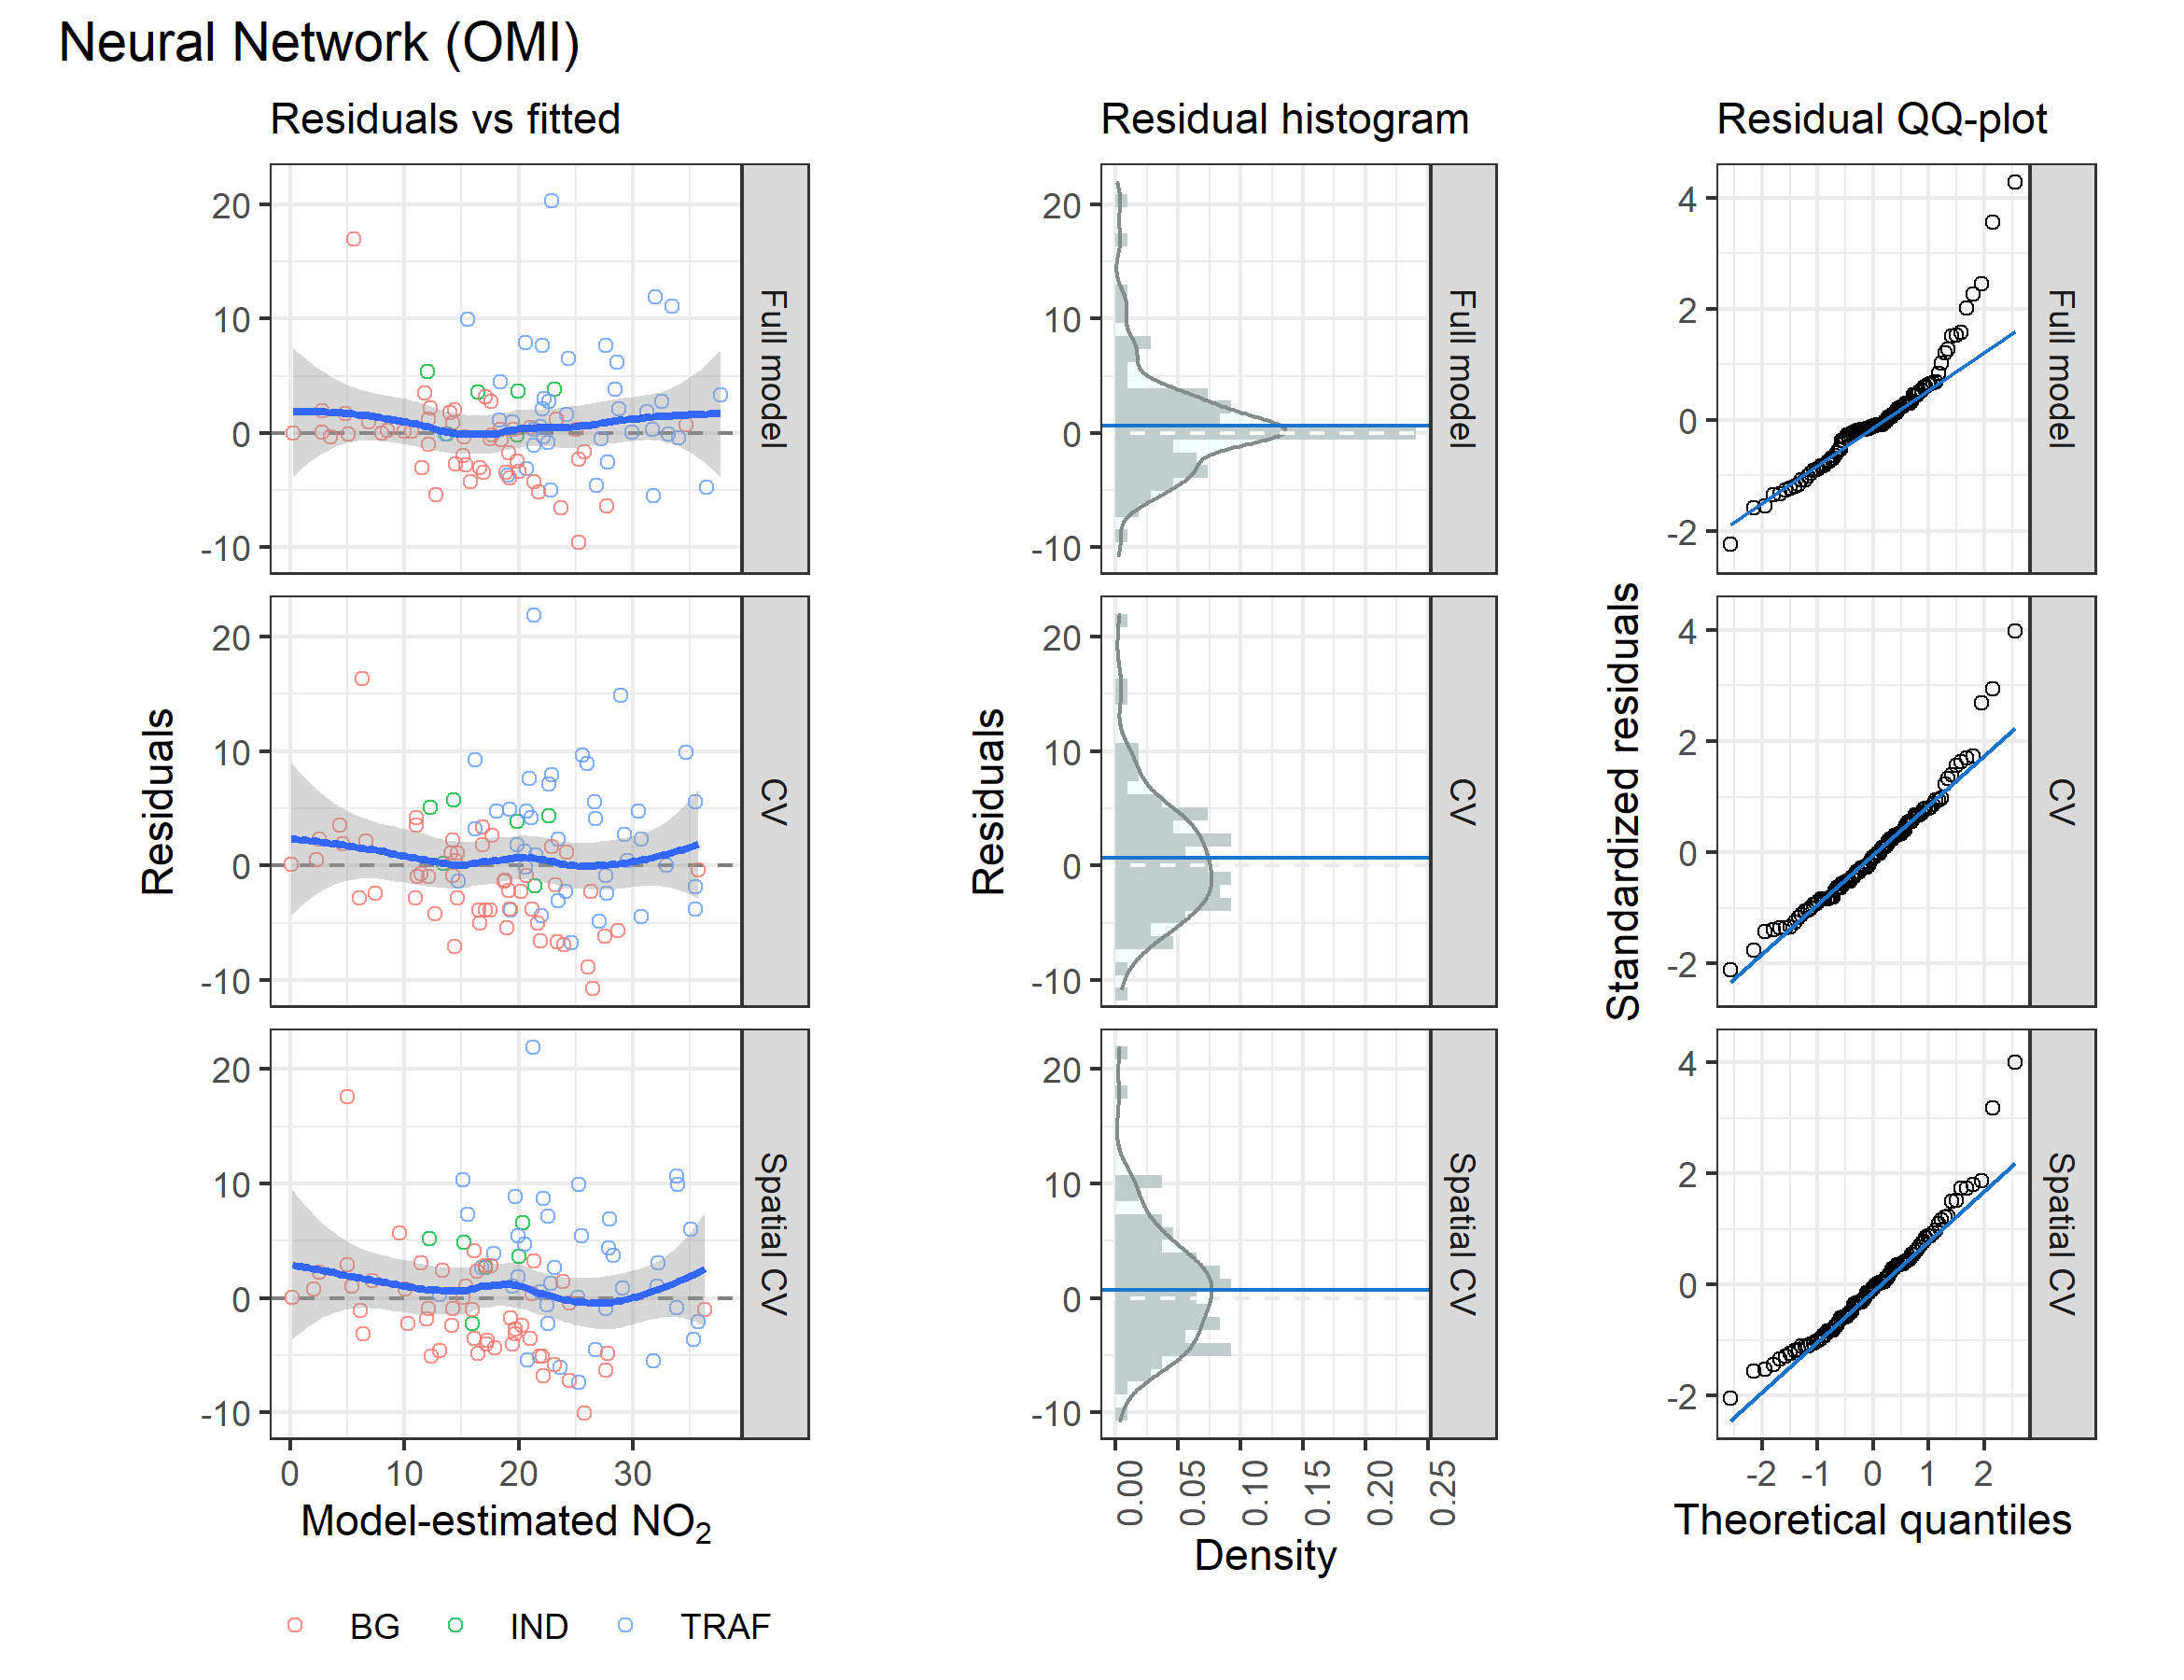 Neural Network (OMI)
Residuals vs fitted
Residual histogram
Residual QQ-plot
20
10
0
-10
Full model
20
10
0
-10
CV
20
10
0
-10
Spatial CV
Residuals
0 10 20 30
Model-estimated NO₂
BG IND TRAF
20
10
0
-10
Full model
20
10
0
-10
CV
20
10
0
-10
Spatial CV
Residuals
0.00 0.05 0.10 0.15 0.20 0.25
Density
4
2
0
-2
Full model
4
2
0
-2
CV
4
2
0
-2
Spatial CV
Standardized residuals
-2 -1 0 1 2
Theoretical quantiles